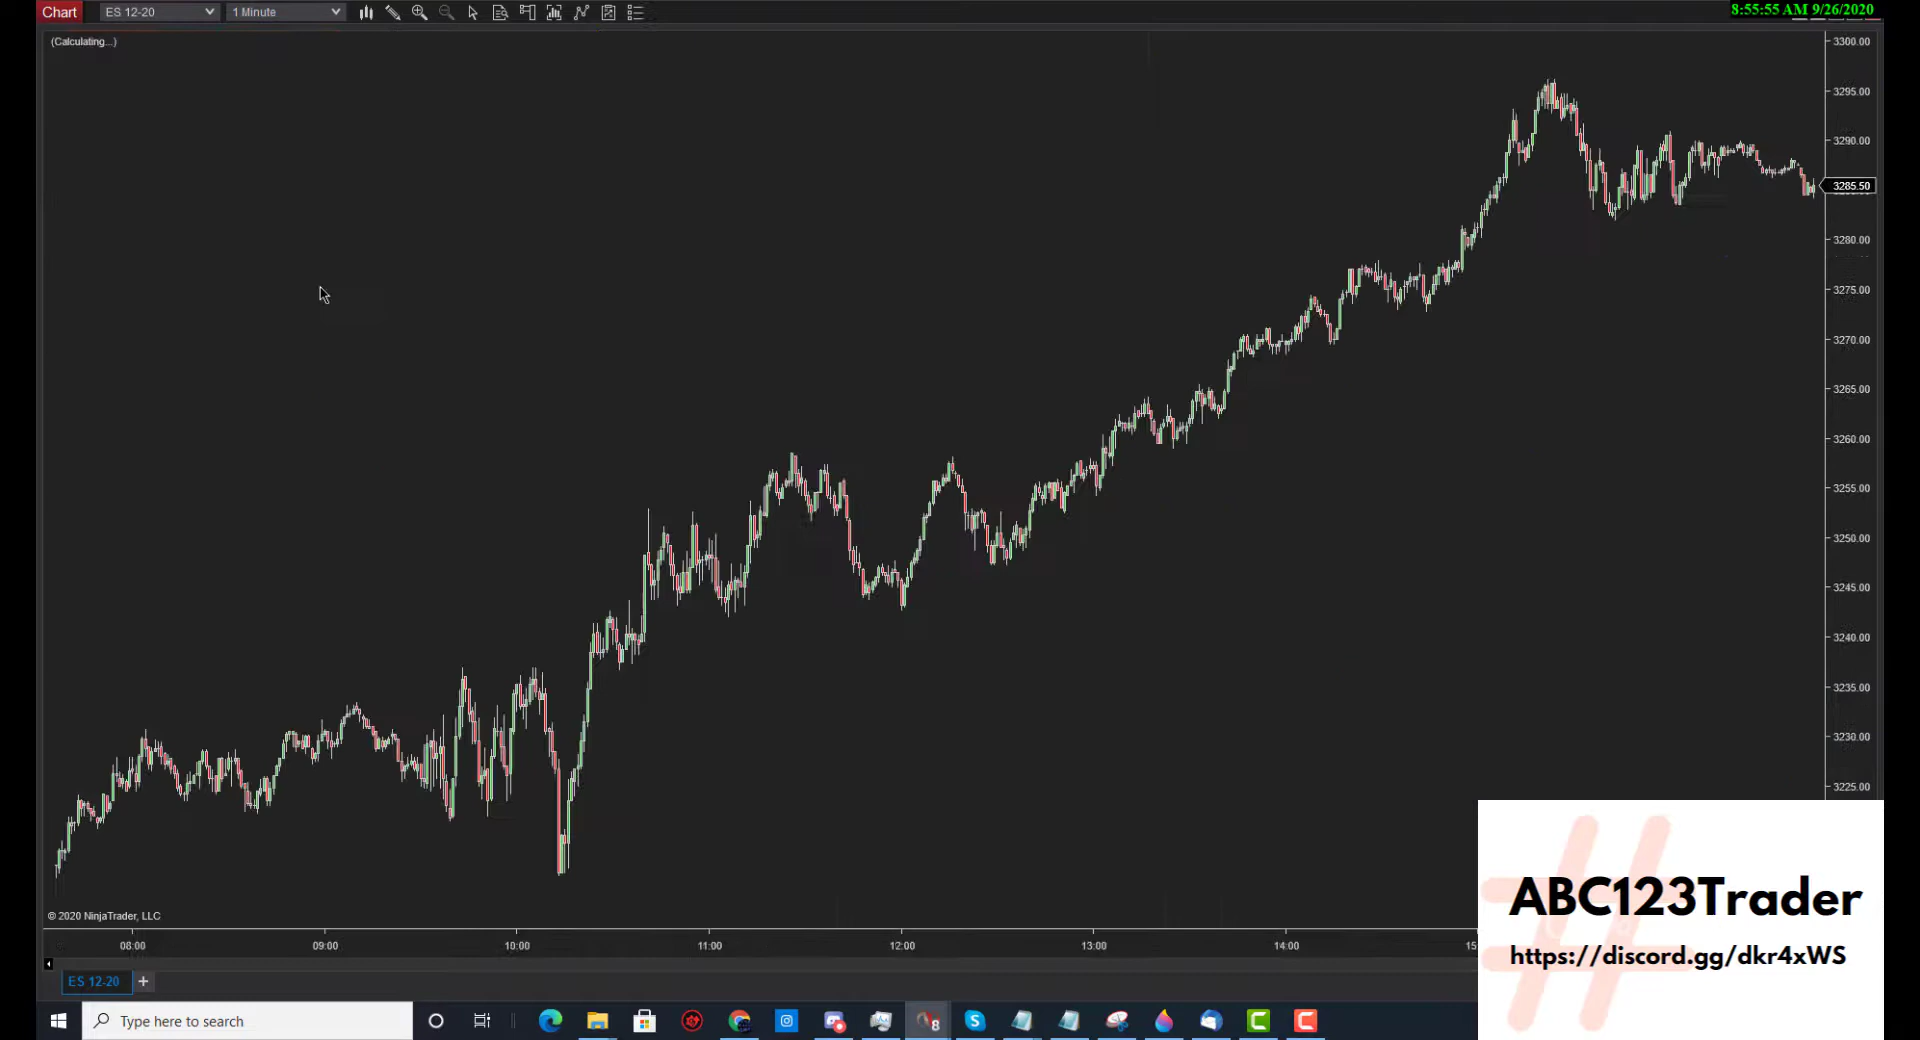 Chart ES 12-20 1 Minute 8:55:55 AM 9/26/2020
(Calculating...)
3300.00
3295.00
3290.00
3285.50
3280.00
3275.00
3270.00
3265.00
3260.00
3255.00
3250.00
3245.00
3240.00
3235.00
3230.00
3225.00
© 2020 NinjaTrader, LLC
08:00 09:00 10:00 11:00 12:00 13:00 14:00 15
ES 12-20 +
Type here to search
8
S
C C
ABC123Trader
https://discord.gg/dkr4xWS